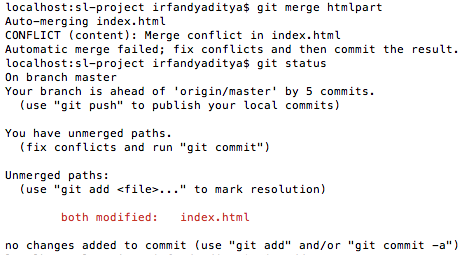 localhost:sl-project irfandyaditya$ git merge htmlpart
Auto-merging index.html
CONFLICT (content): Merge conflict in index.html
Automatic merge failed; fix conflicts and then commit the result.
localhost:sl-project irfandyaditya$ git status
On branch master
Your branch is ahead of 'origin/master' by 5 commits.
  (use "git push" to publish your local commits)

You have unmerged paths.
  (fix conflicts and run "git commit")

Unmerged paths:
  (use "git add <file>..." to mark resolution)

        both modified:   index.html

no changes added to commit (use "git add" and/or "git commit -a")